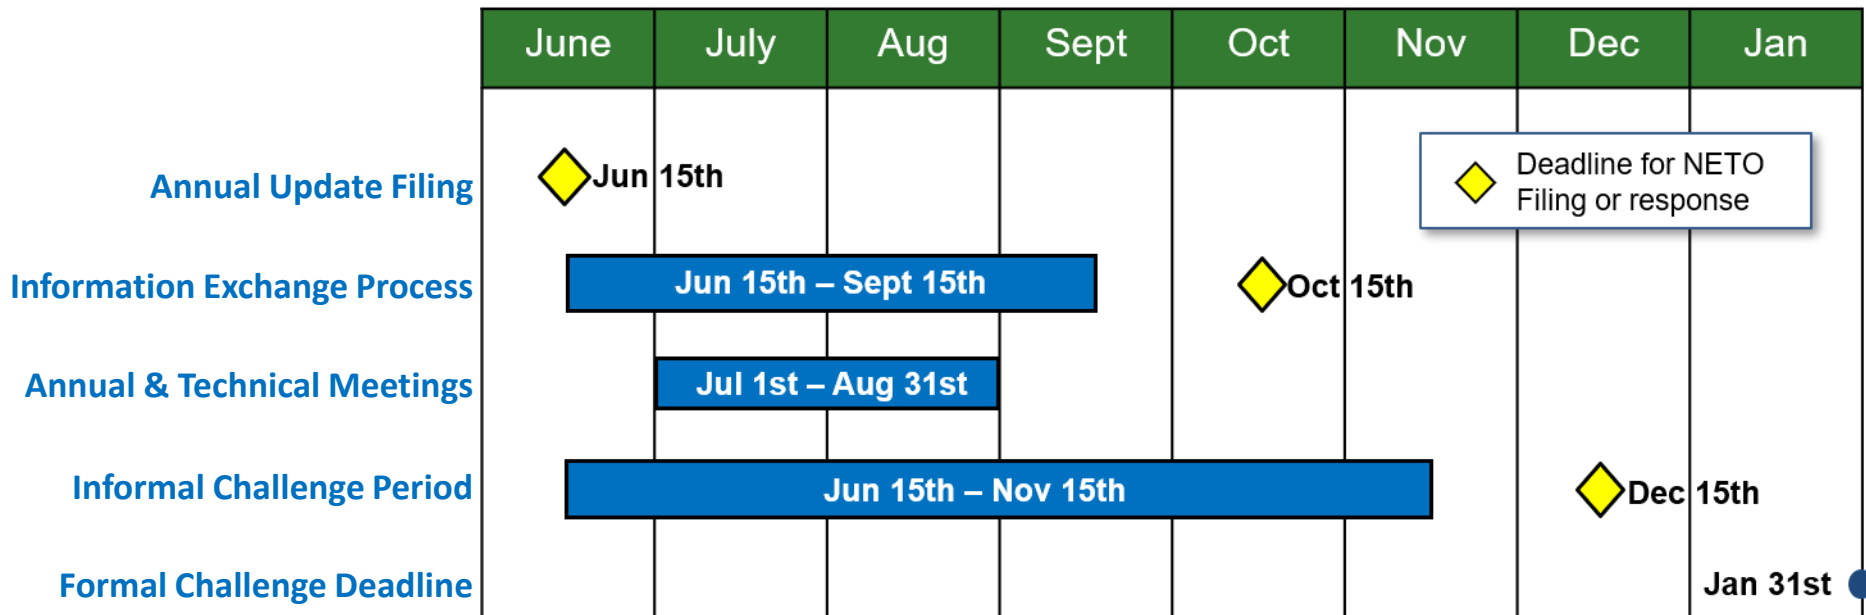 June July Aug Sept Oct Nov Dec Jan
Deadline for NETO
Filing or response
Annual Update Filing Jun 15th
Information Exchange Process Jun 15th – Sept 15th Oct 15th
Annual & Technical Meetings Jul 1st – Aug 31st
Informal Challenge Period Jun 15th – Nov 15th Dec 15th
Formal Challenge Deadline Jan 31st